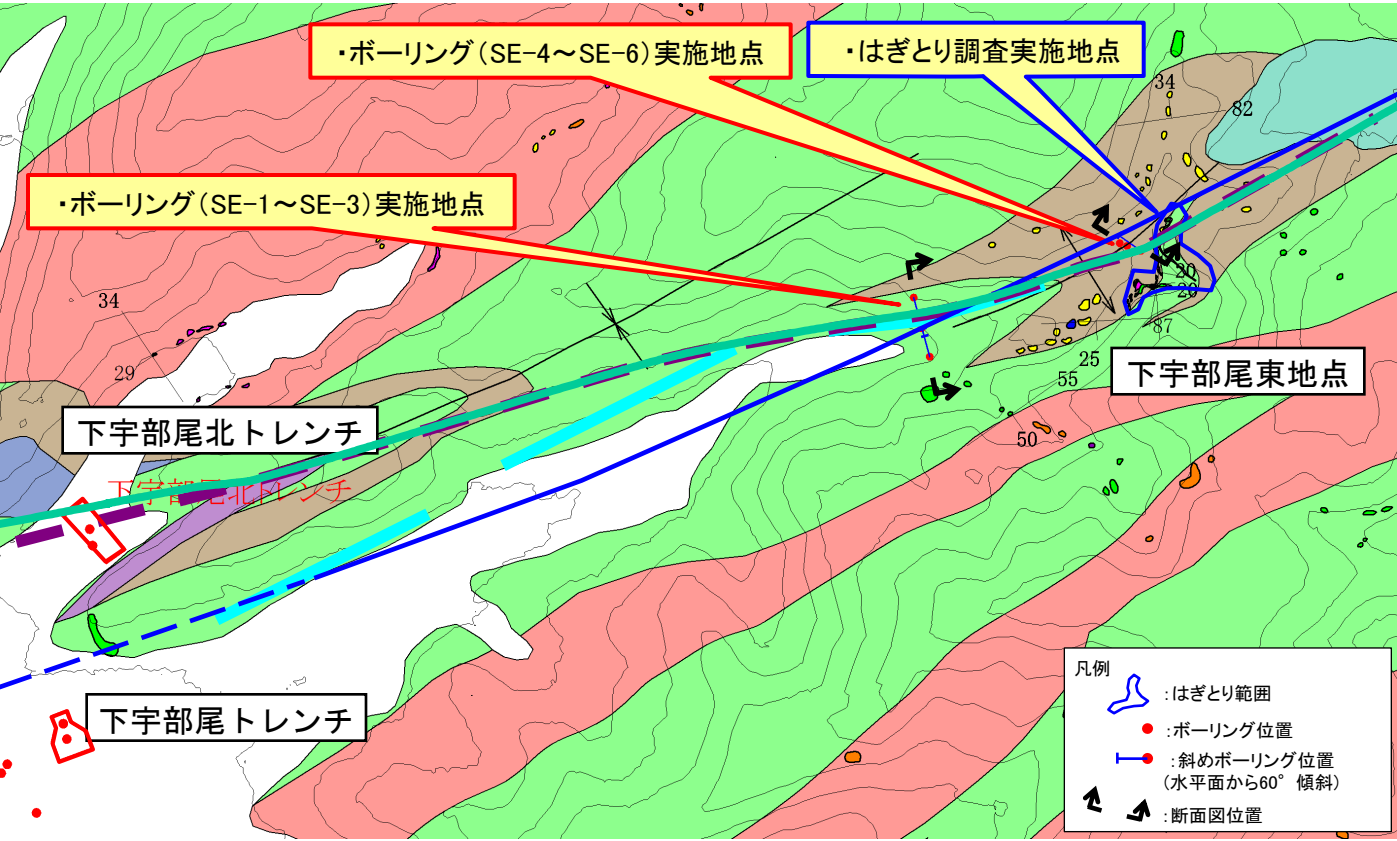 ・ボーリング(SE-4～SE-6)実施地点
・はぎとり調査実施地点
34
82
・ボーリング(SE-1～SE-3)実施地点
20
20
34
87
25
下宇部尾東地点
29
55
下宇部尾北トレンチ
50
下宇部尾北トレンチ
下宇部尾トレンチ
凡例
:はぎとり範囲
:ボーリング位置
:斜めボーリング位置
(水平面から60°傾斜)
:断面図位置